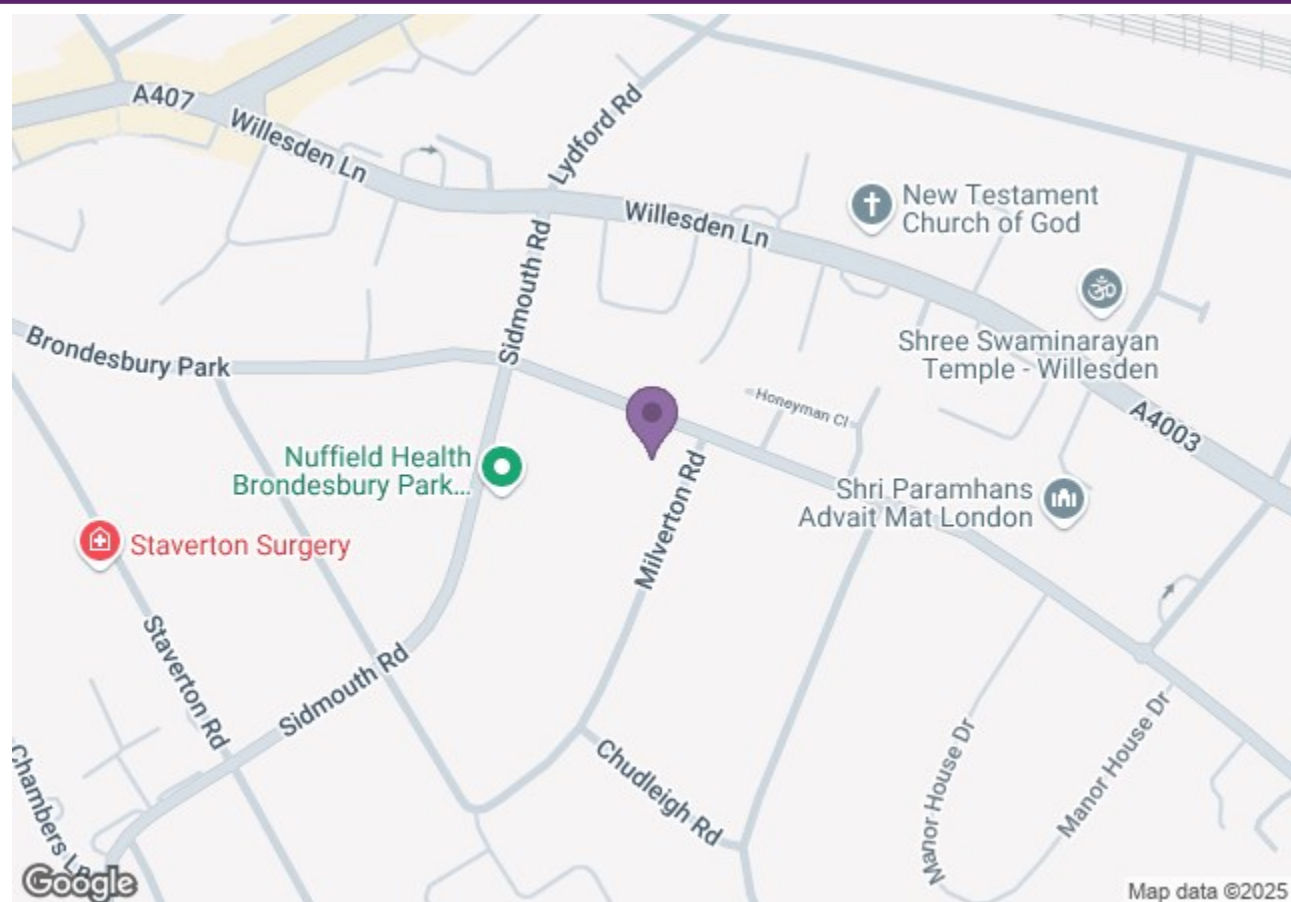 A407
Willesden Ln
Lydford Rd
Willesden Ln
New Testament
Church of God
Sidmouth Rd
Brondesbury Park
Shree Swaminarayan
Temple - Willesden
Honeyman Cl
A4003
Nuffield Health
Brondesbury Park...
Milverton Rd
Shri Paramhans
Advait Mat London
Staverton Surgery
Staverton Rd
Sidmouth Rd
Chudleigh Rd
Manor House Dr
Manor House Dr
Chambers Ln
Google
Map data ©2025